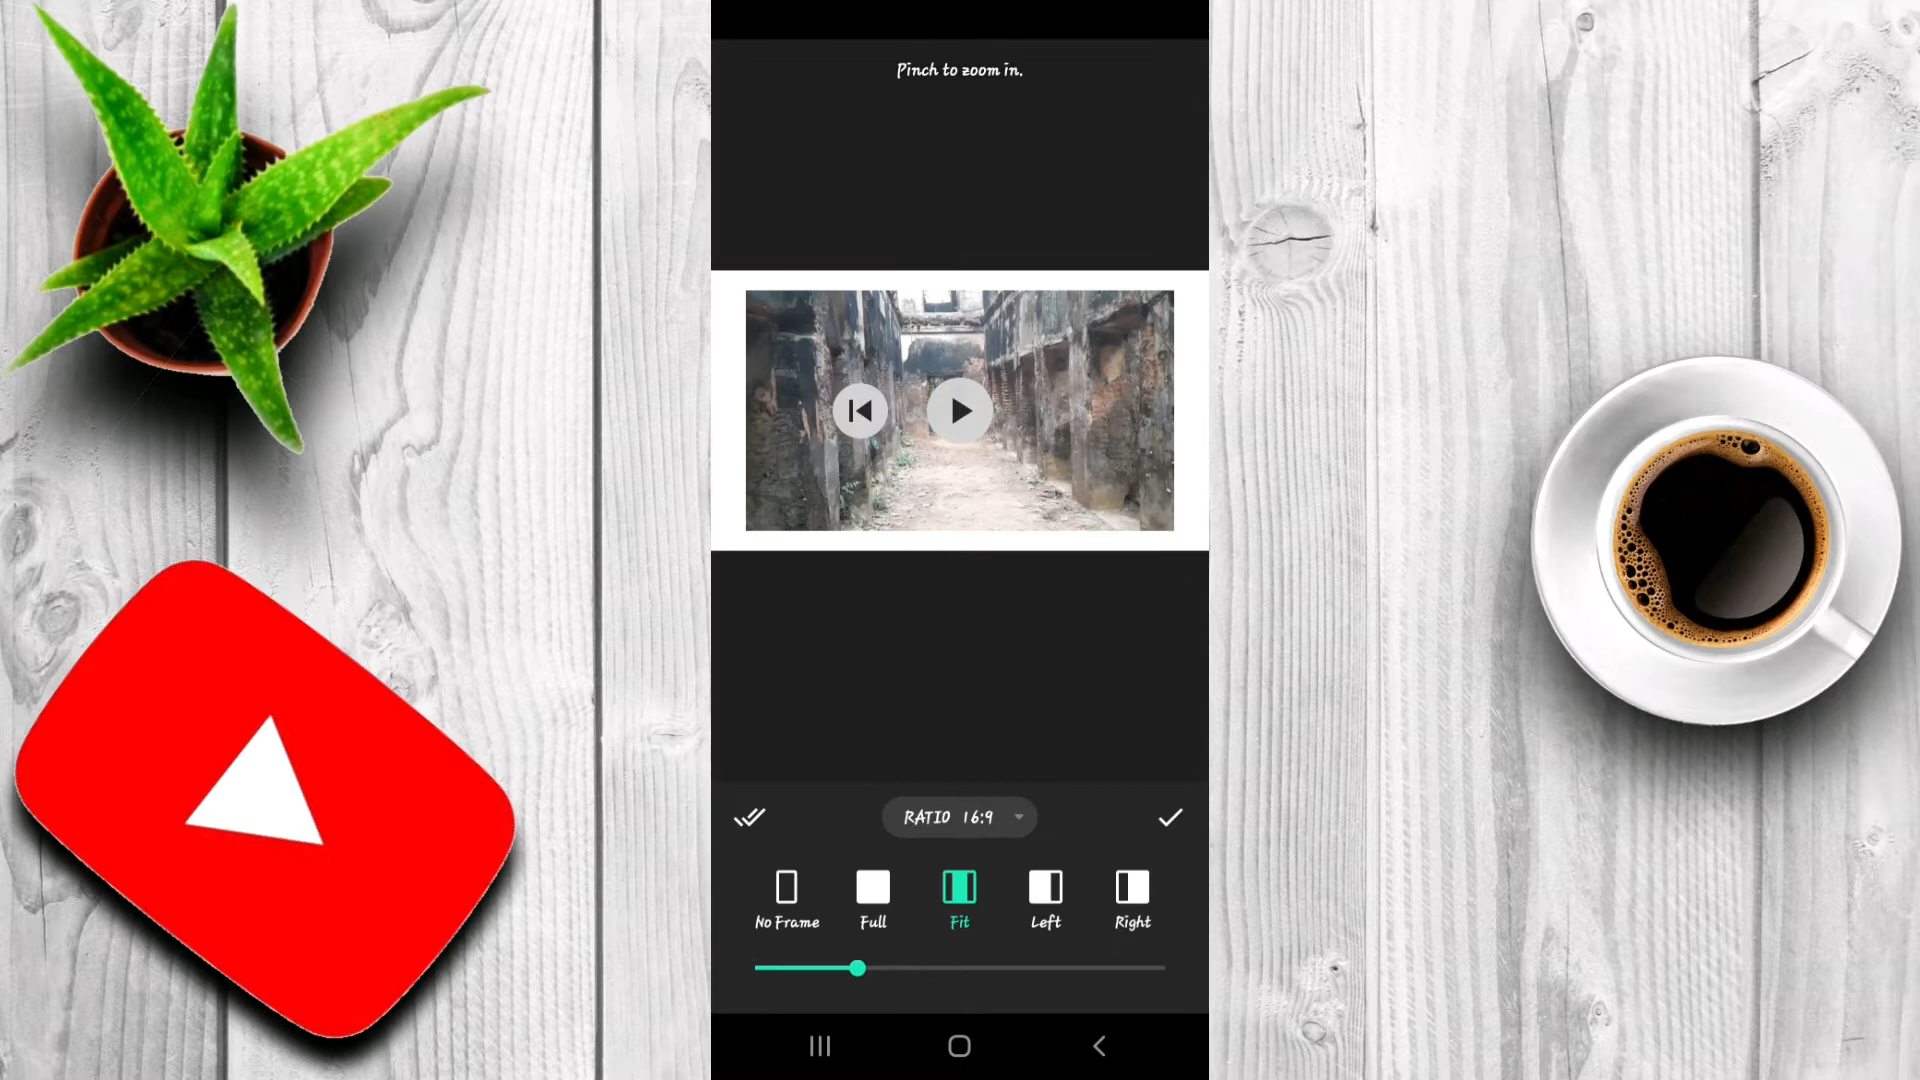 Pinch to zoom in.
RATIO 16:9
No Frame
Full
Fit
Left
Right